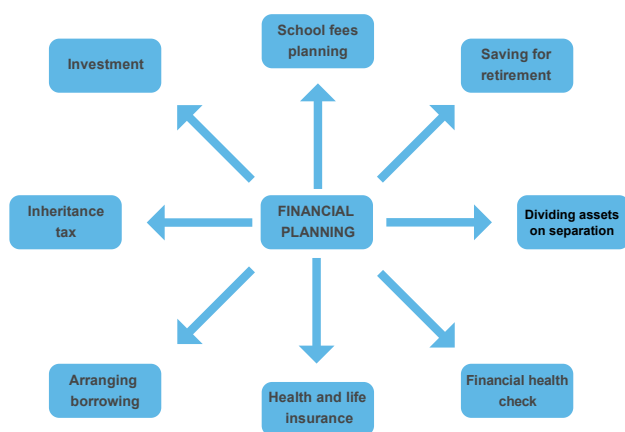 School fees
planning
Investment
Saving for
retirement
Inheritance
tax
FINANCIAL
PLANNING
Dividing assets
on separation
Arranging
borrowing
Health and life
insurance
Financial health
check